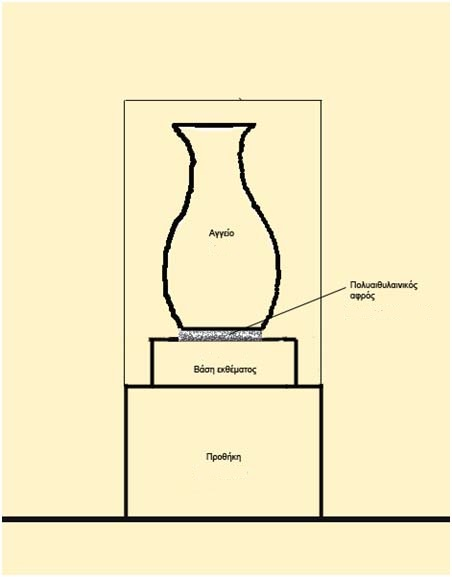 Αγγείο
Πολυαιθυλαινικός
αφρός
Βάση εκθέματος
Προθήκη